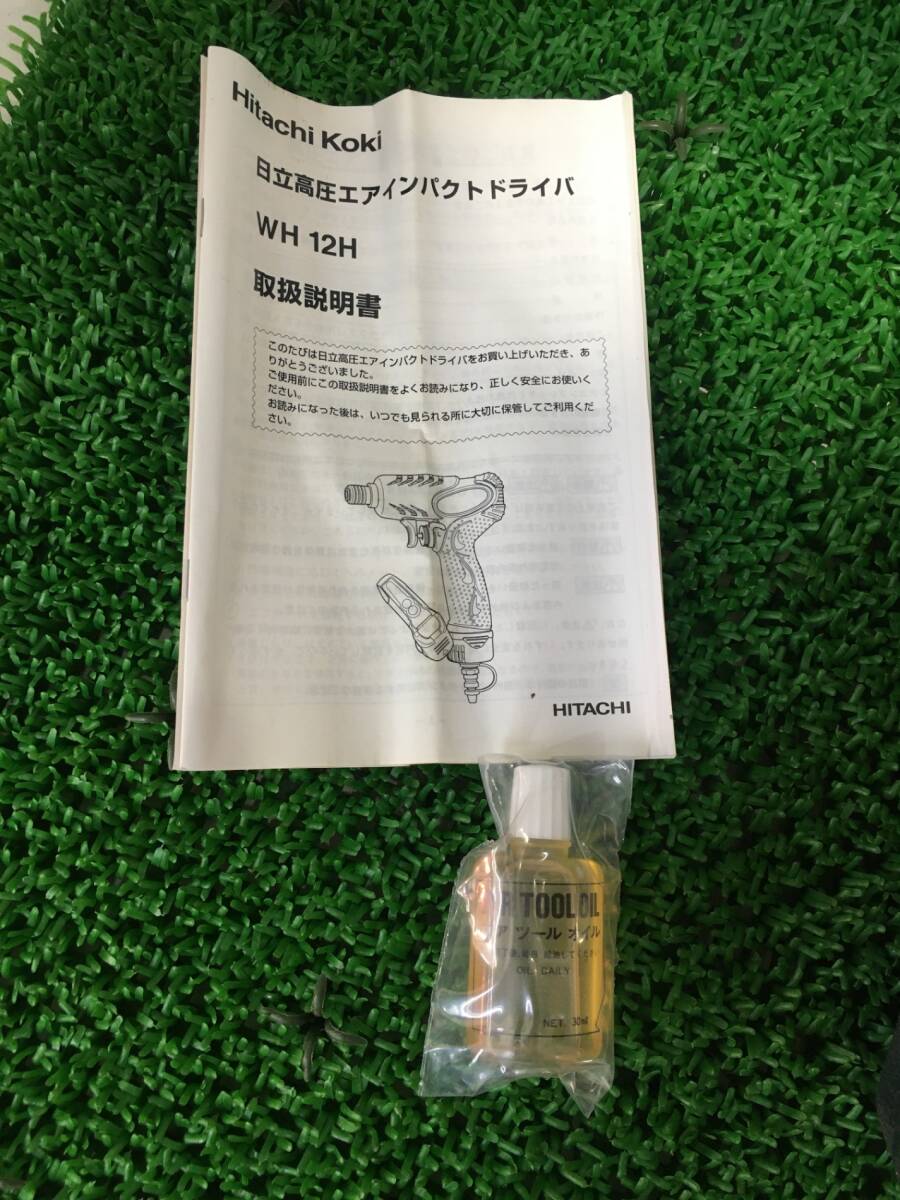 Hitachi Koki
日立高圧エアインパクトドライバ
WH 12H
取扱説明書
このたびは日立高圧エアインパクトドライバをお買い上げいただき、あ
りがとうございました。
ご使用前にこの取扱説明書をよくお読みになり、正しく安全にお使いく
ださい。
お読みになった後は、いつでも見られる所に大切に保管してご利用くだ
さい。
HITACHI
R TOOL OIL
ア ツール オイル
OIL DAILY
NET. 30ml